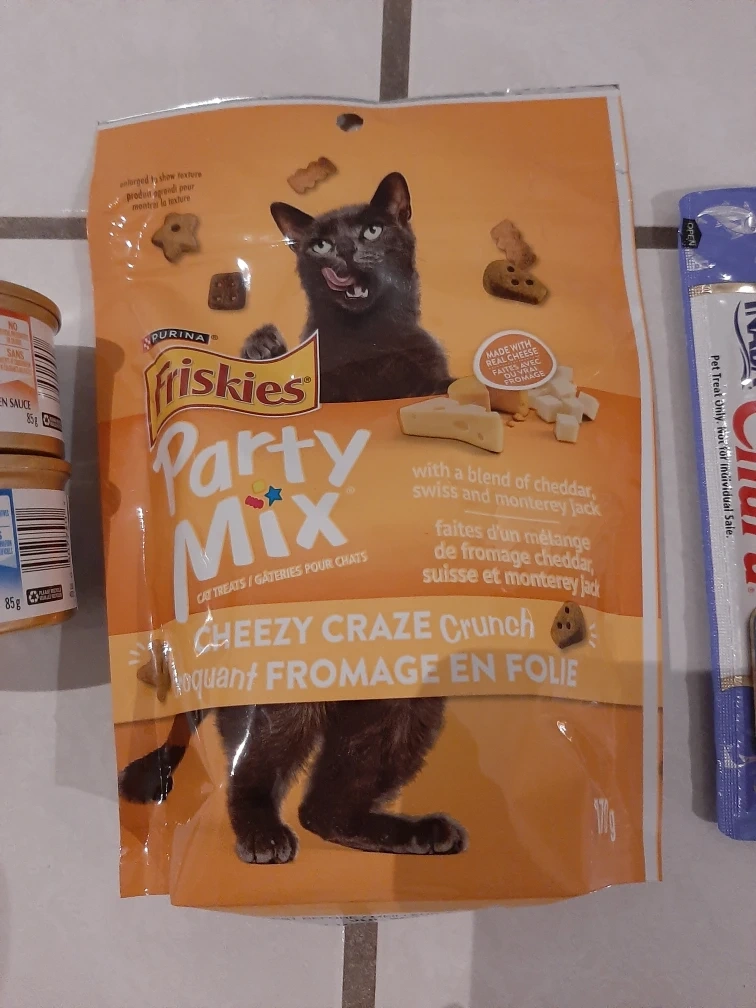 enlarged to show texture
produit agrandi pour
montrer la texture
PURINA®
Friskies®
MADE WITH
REAL CHEESE
FAITES AVEC
DU VRAI
FROMAGE
Party
Mix®
CAT TREATS / GÂTERIES POUR CHATS
with a blend of cheddar,
swiss and monterey jack
faites d'un mélange
de fromage cheddar,
suisse et monterey jack
CHEEZY CRAZE Crunch
FROMAGE EN FOLIE
NO
SANS
EN SAUCE
85 g
85 g
PLEASE RECYCLE
OPEN
Pet Treat Only. Not for Individual Sale.